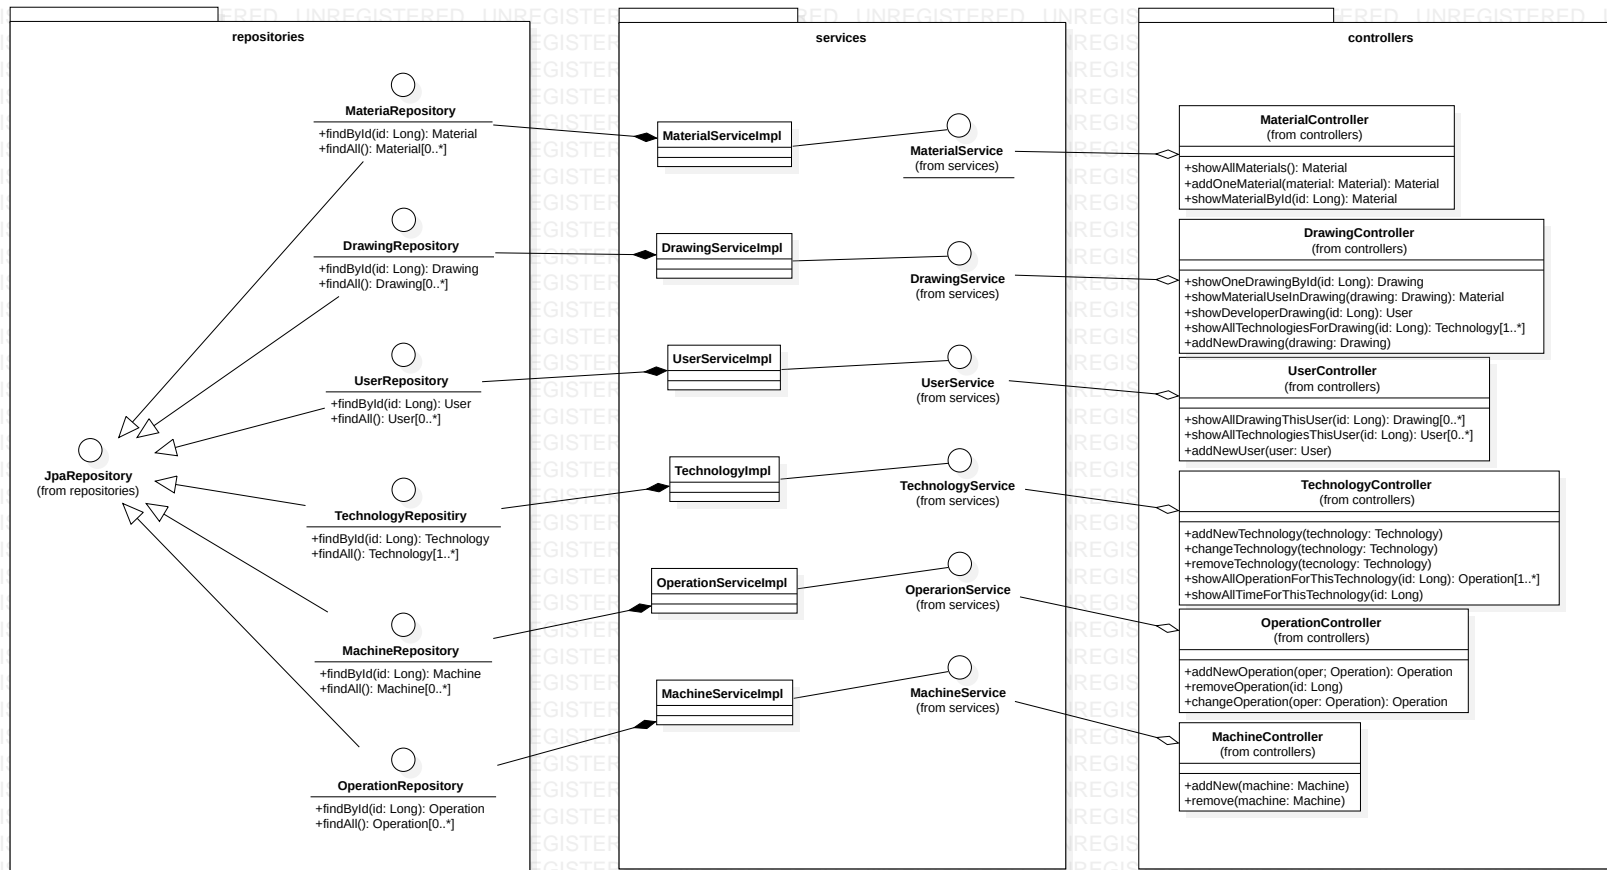 repositories
MateriaRepository
+findById(id: Long): Material
+findAll(): Material[0..*]
DrawingRepository
+findById(id: Long): Drawing
+findAll(): Drawing[0..*]
UserRepository
+findById(id: Long): User
+findAll(): User[0..*]
JpaRepository
(from repositories)
TechnologyRepositiry
+findById(id: Long): Technology
+findAll(): Technology[1..*]
MachineRepository
+findById(id: Long): Machine
+findAll(): Machine[0..*]
OperationRepository
+findById(id: Long): Operation
+findAll(): Operation[0..*]
services
MaterialServiceImpl
MaterialService
(from services)
DrawingServiceImpl
DrawingService
(from services)
UserServiceImpl
UserService
(from services)
TechnologyImpl
TechnologyService
(from services)
OperationServiceImpl
OperarionService
(from services)
MachineServiceImpl
MachineService
(from services)
controllers
MaterialController
(from controllers)
+showAllMaterials(): Material
+addOneMaterial(material: Material): Material
+showMaterialById(id: Long): Material
DrawingController
(from controllers)
+showOneDrawingById(id: Long): Drawing
+showMaterialUseInDrawing(drawing: Drawing): Material
+showDeveloperDrawing(id: Long): User
+showAllTechnologiesForDrawing(id: Long): Technology[1..*]
+addNewDrawing(drawing: Drawing)
UserController
(from controllers)
+showAllDrawingThisUser(id: Long): Drawing[0..*]
+showAllTechnologiesThisUser(id: Long): User[0..*]
+addNewUser(user: User)
TechnologyController
(from controllers)
+addNewTechnology(technology: Technology)
+changeTechnology(technology: Technology)
+removeTechnology(tecnology: Technology)
+showAllOperationForThisTechnology(id: Long): Operation[1..*]
+showAllTimeForThisTechnology(id: Long)
OperationController
(from controllers)
+addNewOperation(oper; Operation): Operation
+removeOperation(id: Long)
+changeOperation(oper: Operation): Operation
MachineController
(from controllers)
+addNew(machine: Machine)
+remove(machine: Machine)